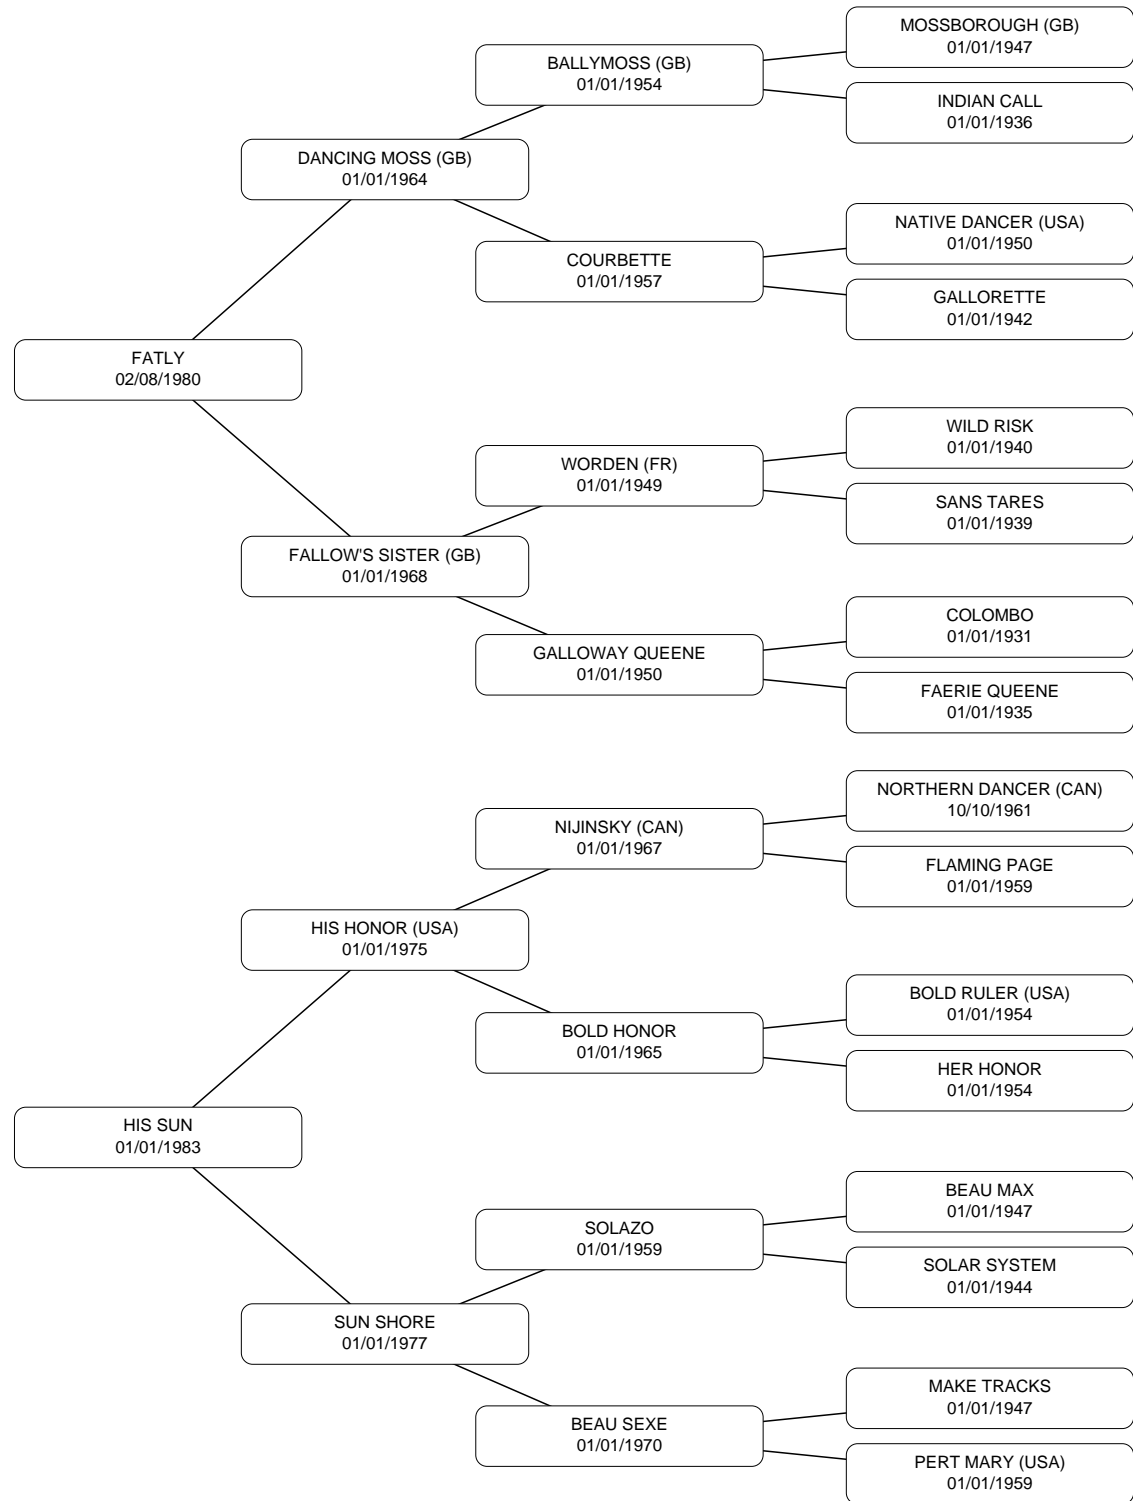 MOSSBOROUGH (GB)
01/01/1947
BALLYMOSS (GB)
01/01/1954
INDIAN CALL
01/01/1936
DANCING MOSS (GB)
01/01/1964
NATIVE DANCER (USA)
01/01/1950
COURBETTE
01/01/1957
GALLORETTE
01/01/1942
FATLY
02/08/1980
WILD RISK
01/01/1940
WORDEN (FR)
01/01/1949
SANS TARES
01/01/1939
FALLOW'S SISTER (GB)
01/01/1968
COLOMBO
01/01/1931
GALLOWAY QUEENE
01/01/1950
FAERIE QUEENE
01/01/1935
NORTHERN DANCER (CAN)
10/10/1961
NIJINSKY (CAN)
01/01/1967
FLAMING PAGE
01/01/1959
HIS HONOR (USA)
01/01/1975
BOLD RULER (USA)
01/01/1954
BOLD HONOR
01/01/1965
HER HONOR
01/01/1954
HIS SUN
01/01/1983
BEAU MAX
01/01/1947
SOLAZO
01/01/1959
SOLAR SYSTEM
01/01/1944
SUN SHORE
01/01/1977
MAKE TRACKS
01/01/1947
BEAU SEXE
01/01/1970
PERT MARY (USA)
01/01/1959